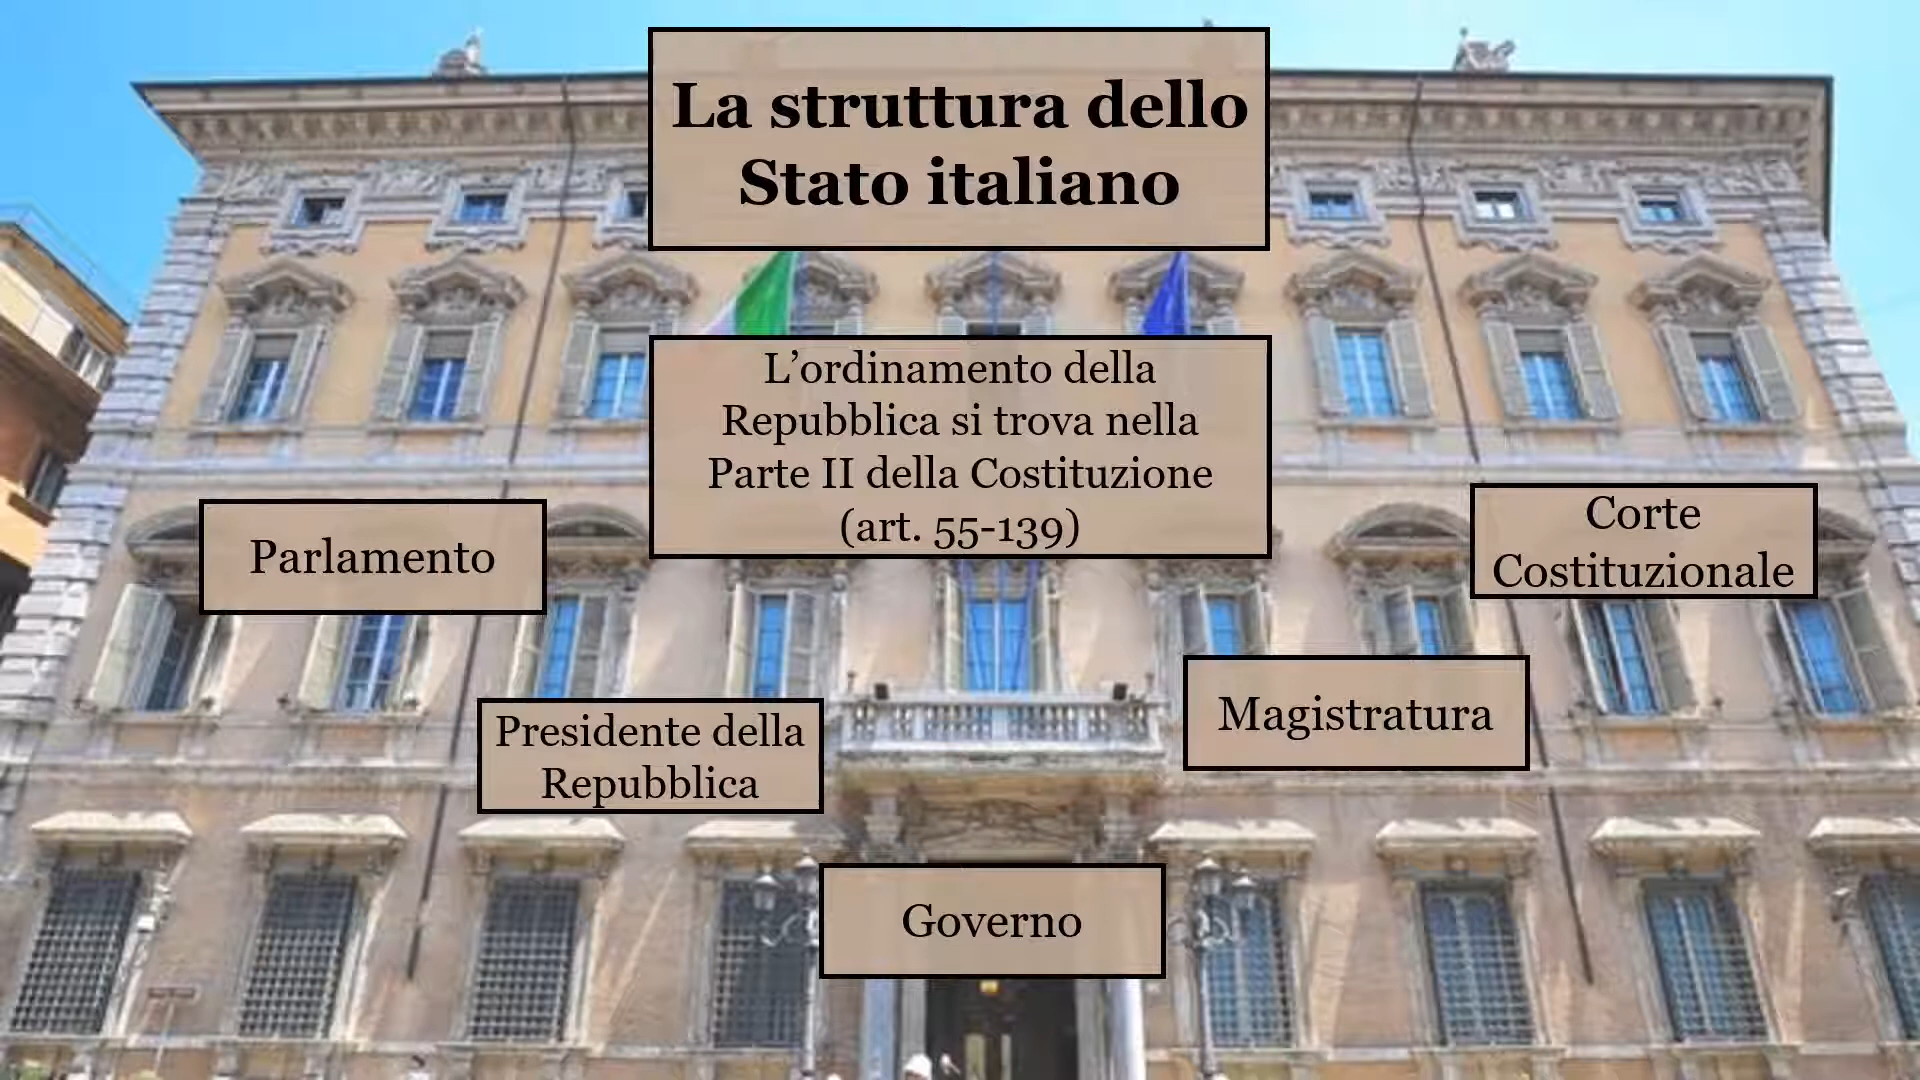 La struttura dello
Stato italiano
L’ordinamento della
Repubblica si trova nella
Parte II della Costituzione
(art. 55-139)
Parlamento
Corte
Costituzionale
Presidente della
Repubblica
Magistratura
Governo